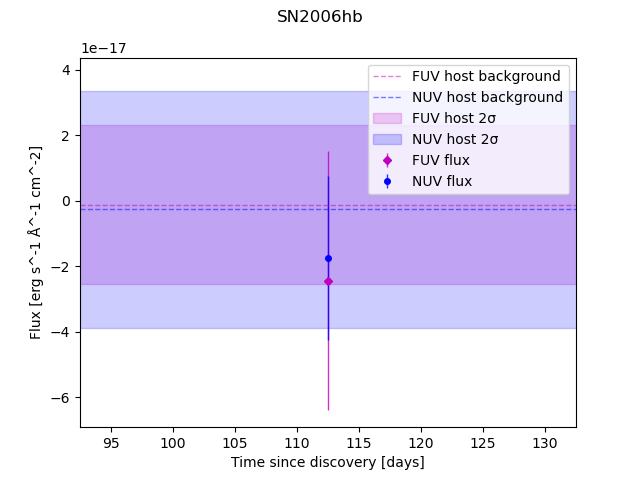 SN2006hb
1e−17
4
2
0
−2
−4
−6
Flux [erg s^-1 Å^-1 cm^-2]
FUV host background
NUV host background
FUV host 2σ
NUV host 2σ
FUV flux
NUV flux
95 100 105 110 115 120 125 130
Time since discovery [days]